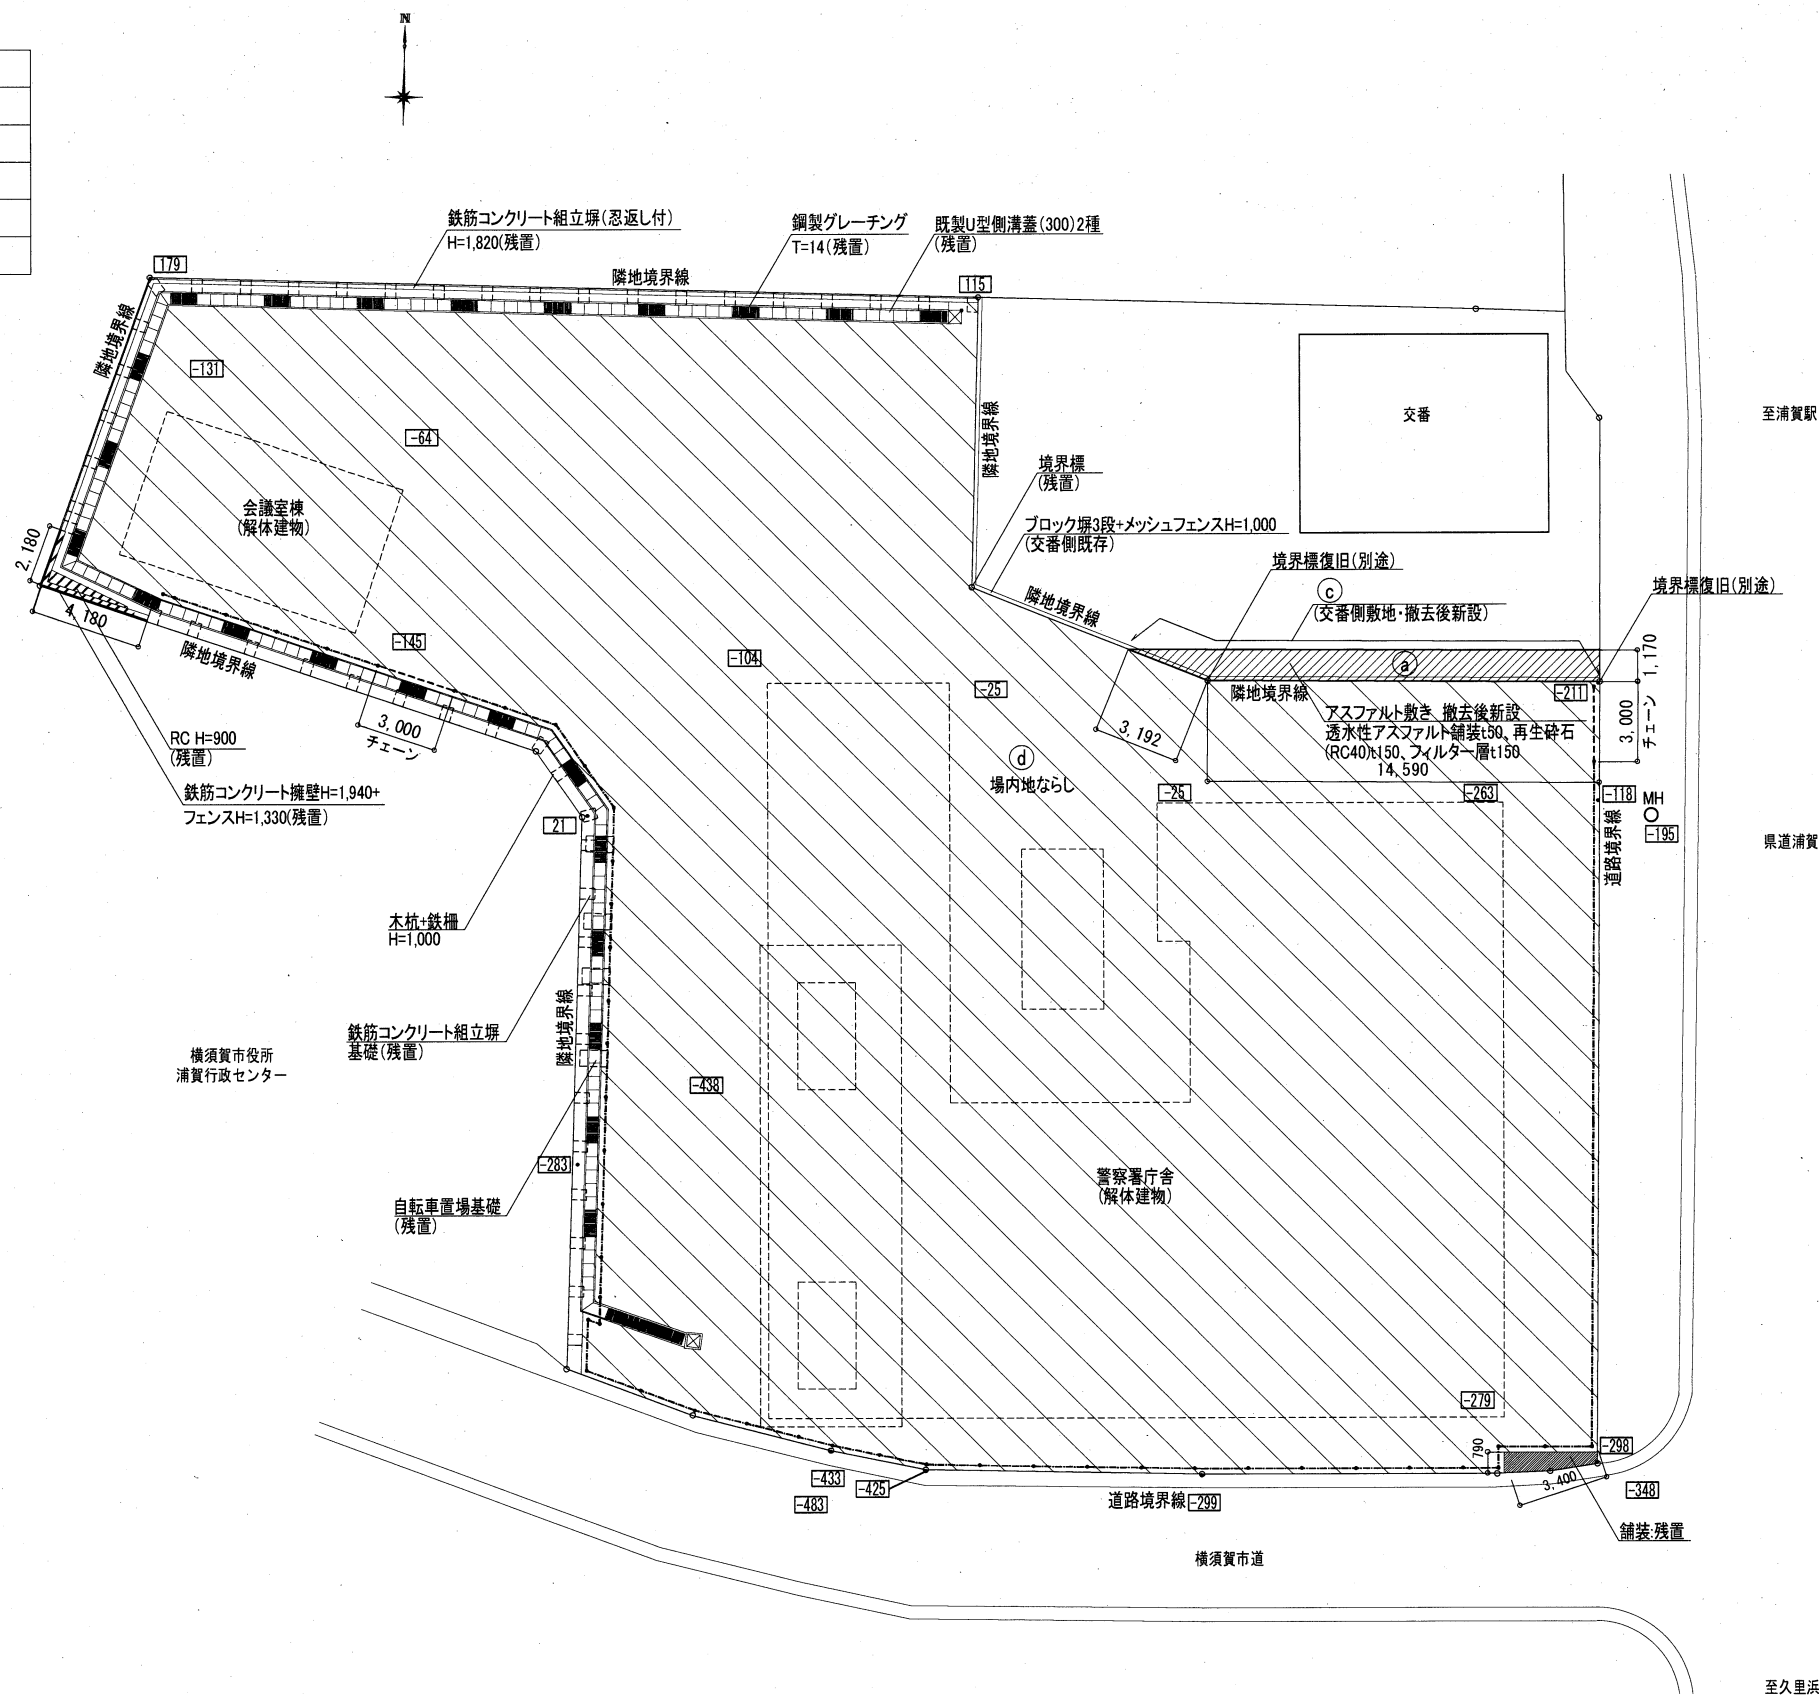 N
鉄筋コンクリート組立塀(忍返し付)
H=1,820(残置)
鋼製グレーチング
T=14(残置)
既製U型側溝蓋(300)2種
(残置)
179
隣地境界線
115
隣地境界線
-131
-64
隣地境界線
交番
至浦賀駅
境界標
(残置)
会議室棟
(解体建物)
ブロック塀3段+メッシュフェンスH=1,000
(交番側既存)
2,180
境界標復旧(別途)
境界標復旧(別途)
隣地境界線
c
(交番側敷地・撤去後新設)
4,180
隣地境界線
-145
-104
-25
a
1,170
隣地境界線
-211
アスファルト敷き 撤去後新設
透水性アスファルト舗装t50、再生砕石
(RC40)t150、フィルター層t150
14,590
3,000
チェーン
3,192
3,000
チェーン
RC H=900
(残置)
d
場内地ならし
鉄筋コンクリート擁壁H=1,940+
フェンスH=1,330(残置)
-25
-263
-118
MH
-195
21
道路境界線
県道浦賀
木杭+鉄柵
H=1,000
隣地境界線
鉄筋コンクリート組立塀
基礎(残置)
横須賀市役所
浦賀行政センター
-438
-283
警察署庁舎
(解体建物)
自転車置場基礎
(残置)
-279
790
-298
3,400
-433
-425
-483
道路境界線
-299
-348
舗装:残置
横須賀市道
至久里浜